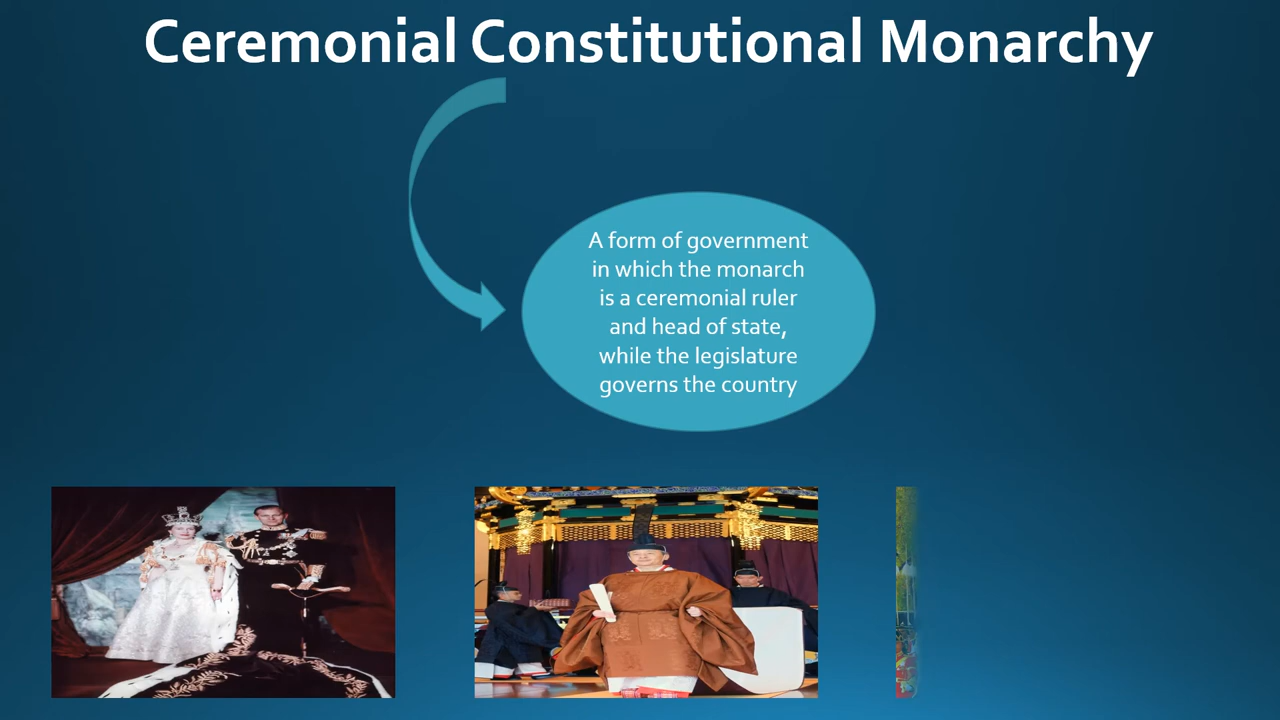 Ceremonial Constitutional Monarchy
A form of government
in which the monarch
is a ceremonial ruler
and head of state,
while the legislature
governs the country